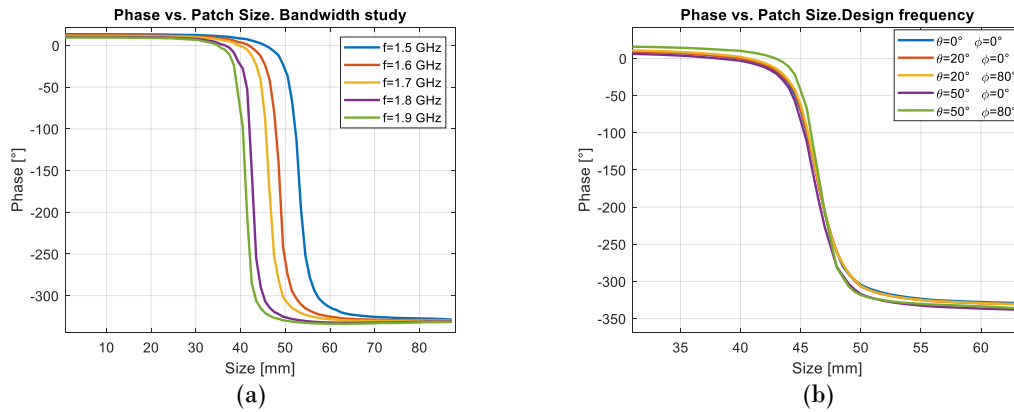 Phase vs. Patch Size. Bandwidth study
0
-50
-100
-150
-200
-250
-300
Phase [°]
10 20 30 40 50 60 70 80
Size [mm]
f=1.5 GHz
f=1.6 GHz
f=1.7 GHz
f=1.8 GHz
f=1.9 GHz
(a)
Phase vs. Patch Size.Design frequency
0
-50
-100
-150
-200
-250
-300
-350
Phase [°]
35 40 45 50 55 60
Size [mm]
θ=0° ϕ=0°
θ=20° ϕ=0°
θ=20° ϕ=80°
θ=50° ϕ=0°
θ=50° ϕ=80°
(b)